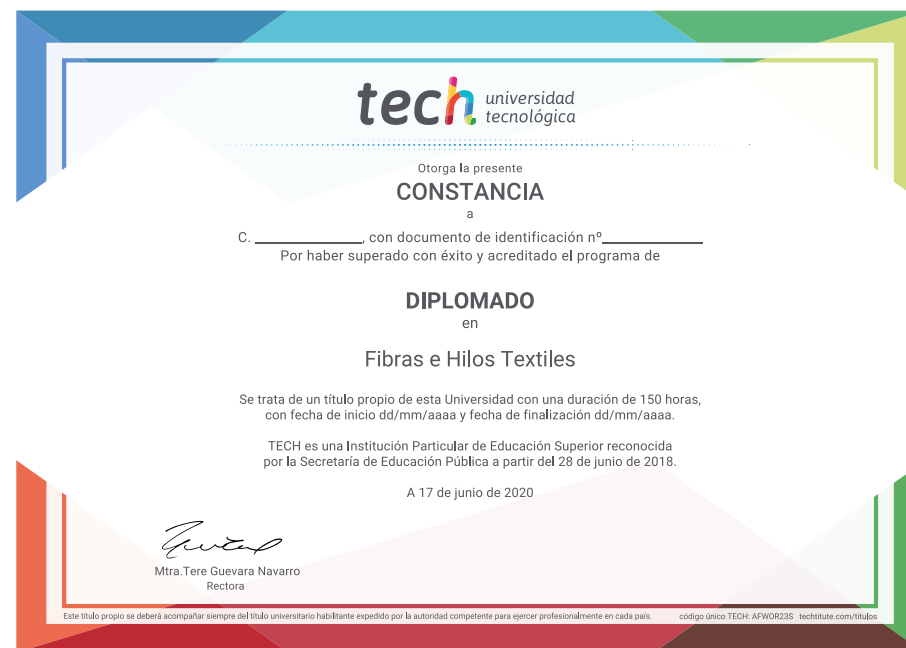 tech universidad
tecnológica
Otorga la presente
CONSTANCIA
a
C. ______________, con documento de identificación nº_____________
Por haber superado con éxito y acreditado el programa de
DIPLOMADO
en
Fibras e Hilos Textiles
Se trata de un título propio de esta Universidad con una duración de 150 horas,
con fecha de inicio dd/mm/aaaa y fecha de finalización dd/mm/aaaa.
TECH es una Institución Particular de Educación Superior reconocida
por la Secretaría de Educación Pública a partir del 28 de junio de 2018.
A 17 de junio de 2020
Mtra.Tere Guevara Navarro
Rectora
Este título propio se deberá acompañar siempre del título universitario habilitante expedido por la autoridad competente para ejercer profesionalmente en cada país. código único TECH: AFWOR23S techtitute.com/titulos